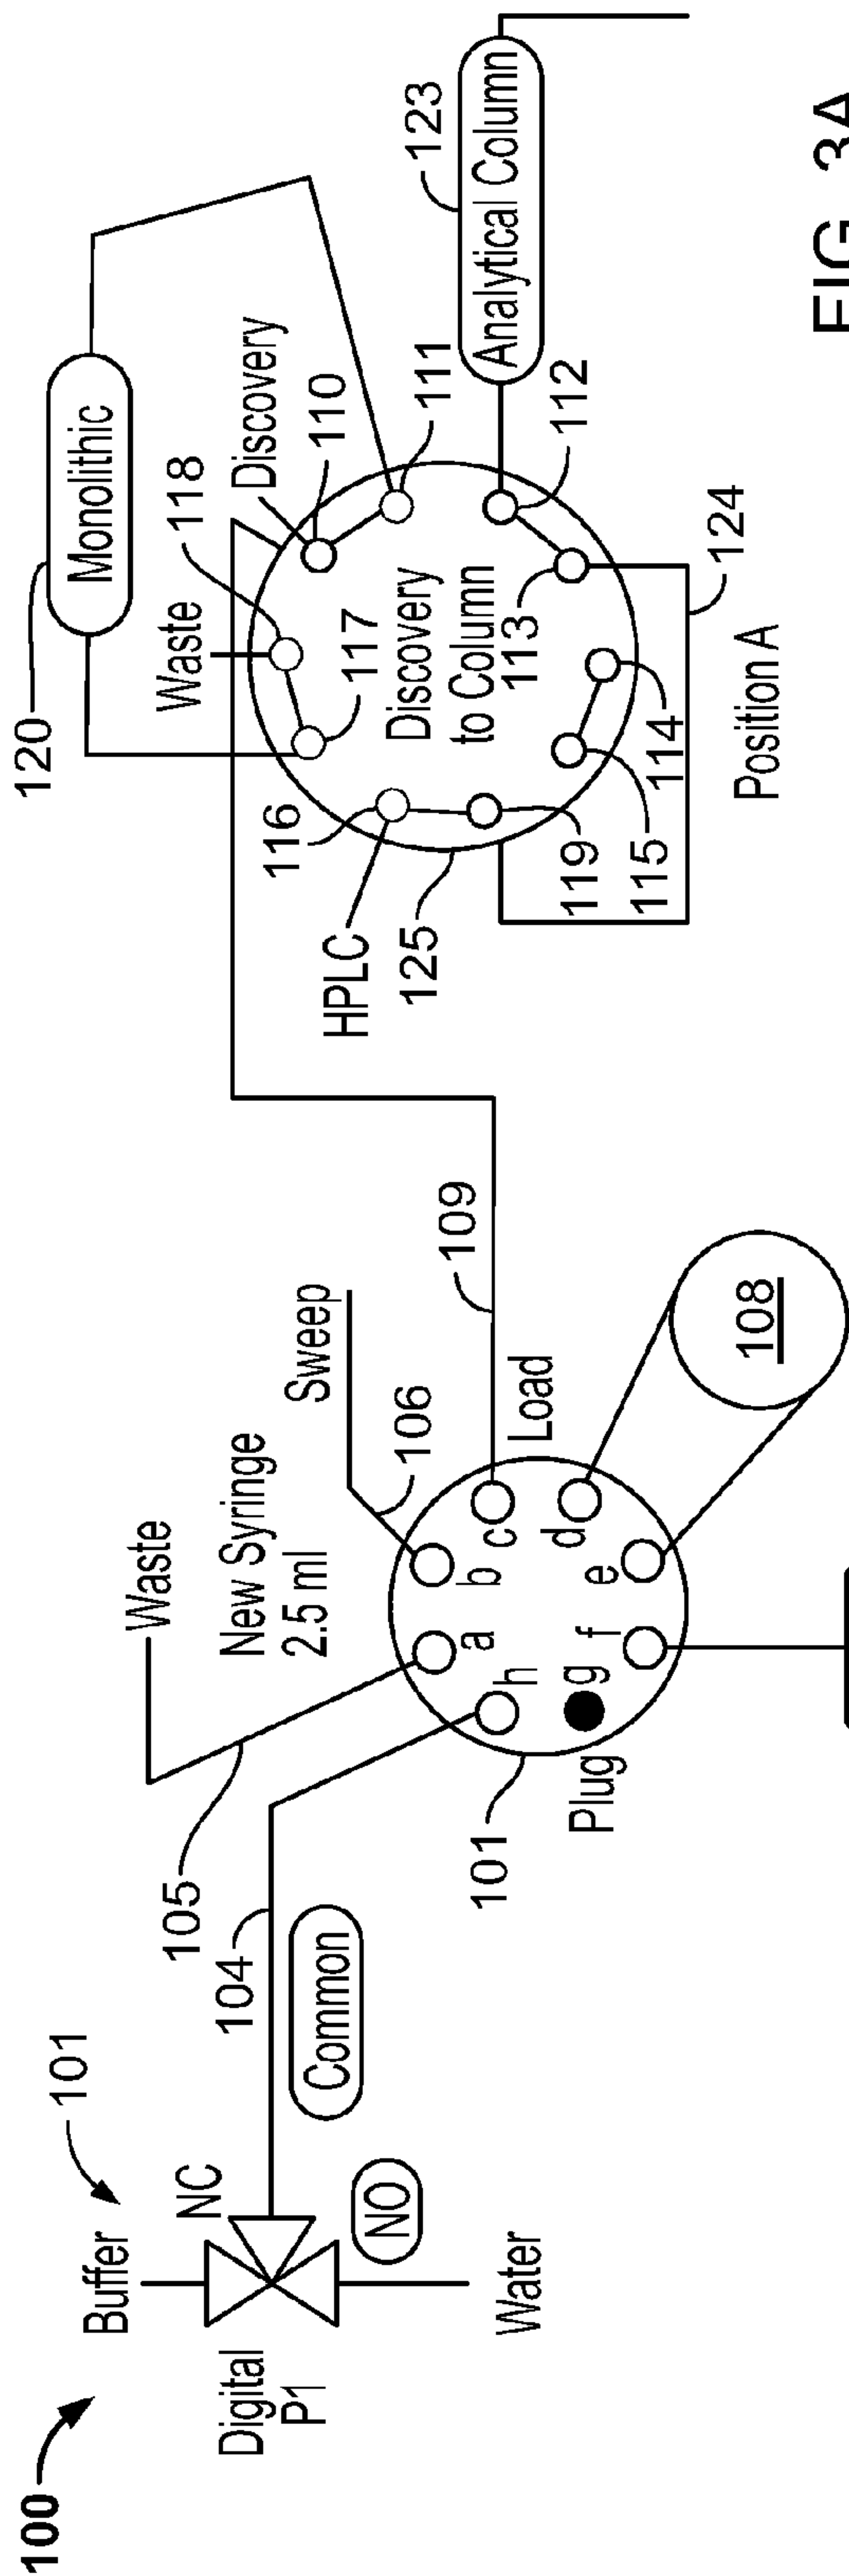 100
Buffer
101
Digital
P1
NC
NO
Water
104
Common
105
Waste
New Syringe
2.5 ml
Sweep
106
109
Load
101
Plug
a
b
c
d
e
f
g
h
108
120
Monolithic
Waste
118
Discovery
110
111
117
116
HPLC
125
Discovery
to Column
113
112
Analytical Column
123
119
115
114
124
Position A
FIG. 3A